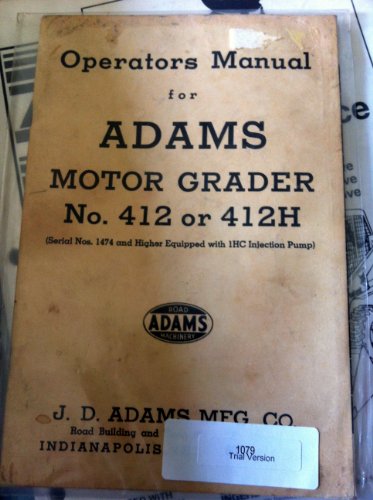 Operators Manual
for
ADAMS
MOTOR GRADER
No. 412 or 412H
(Serial Nos. 1474 and Higher Equipped with 1HC Injection Pump)
ROAD
ADAMS
MACHINERY
J. D. ADAMS MFG. CO.
Road Building and
INDIANAPOLIS
1079
Trial Version